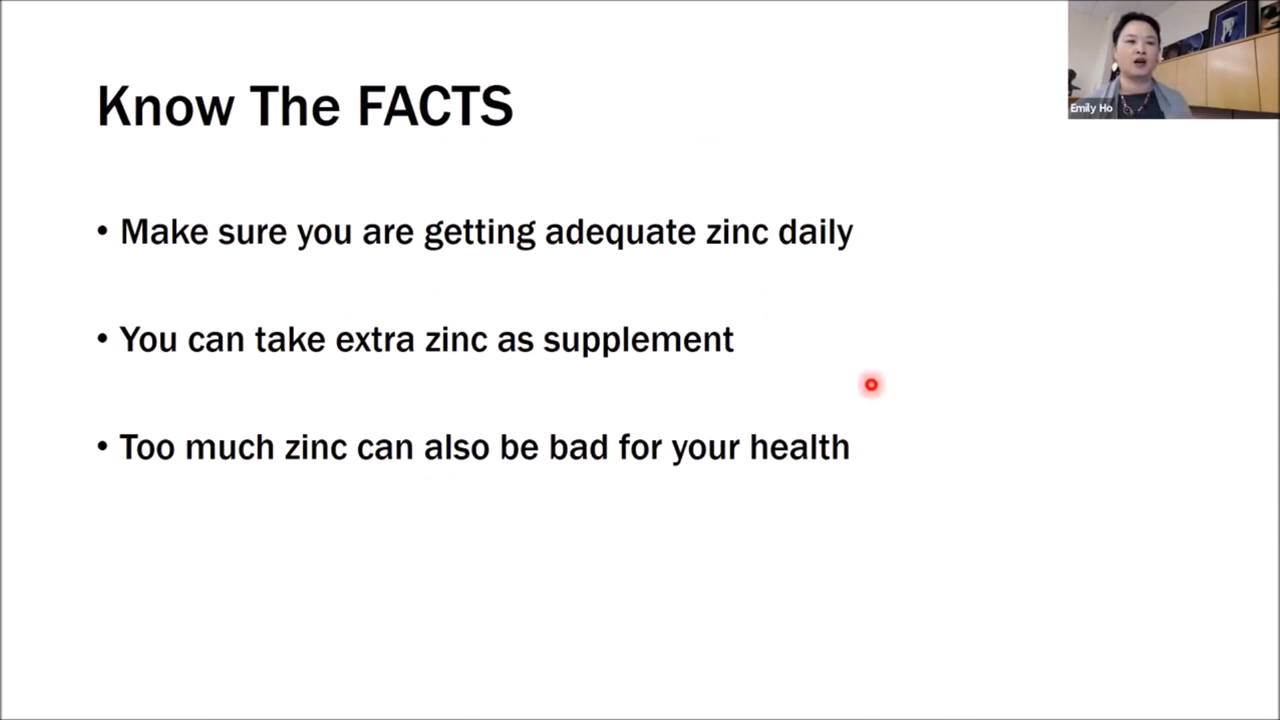 Know The FACTS
• Make sure you are getting adequate zinc daily
• You can take extra zinc as supplement
• Too much zinc can also be bad for your health
Emily Ho